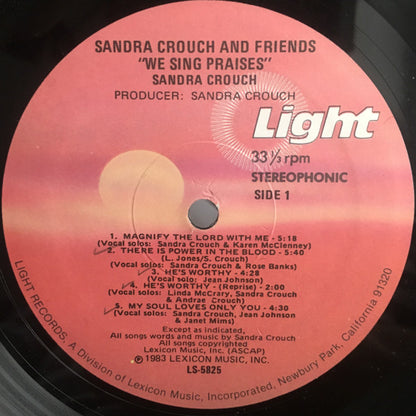 SANDRA CROUCH AND FRIENDS
"WE SING PRAISES"
SANDRA CROUCH
PRODUCER: SANDRA CROUCH
Light
33⅓ rpm
STEREOPHONIC
SIDE 1
1. MAGNIFY THE LORD WITH ME - 5:18
(Vocal solos: Sandra Crouch & Karen McClenney)
2. THERE IS POWER IN THE BLOOD - 5:40
(L. Jones/S. Crouch)
(Vocal solos: Sandra Crouch & Rose Banks)
3. HE'S WORTHY - 4:28
(Vocal solo: Jean Johnson)
4. HE'S WORTHY - (Reprise) - 2:00
(Vocal solos: Linda McCrary, Sandra Crouch
& Andrae Crouch)
5. MY SOUL LOVES ONLY YOU - 4:30
(Vocal solos: Sandra Crouch, Jean Johnson
& Janet Mims)
Except as indicated,
All songs words and music by Sandra Crouch
All songs copyrighted
Lexicon Music, Inc. (ASCAP)
©1983 LEXICON MUSIC, INC.
LS-5825
LIGHT RECORDS, A Division of Lexicon Music, Incorporated, Newbury Park, California 91320